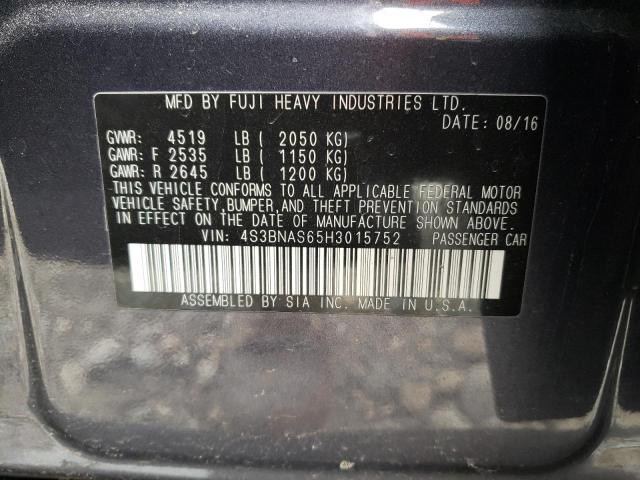 MFD BY FUJI HEAVY INDUSTRIES LTD.
DATE: 08/16
GVWR: 4519 LB ( 2050 KG)
GAWR: F 2535 LB ( 1150 KG)
GAWR: R 2645 LB ( 1200 KG)
THIS VEHICLE CONFORMS TO ALL APPLICABLE FEDERAL MOTOR
VEHICLE SAFETY, BUMPER, AND THEFT PREVENTION STANDARDS
IN EFFECT ON THE DATE OF MANUFACTURE SHOWN ABOVE.
VIN: 4S3BNAS65H3015752 PASSENGER CAR
ASSEMBLED BY SIA INC. MADE IN U.S.A.